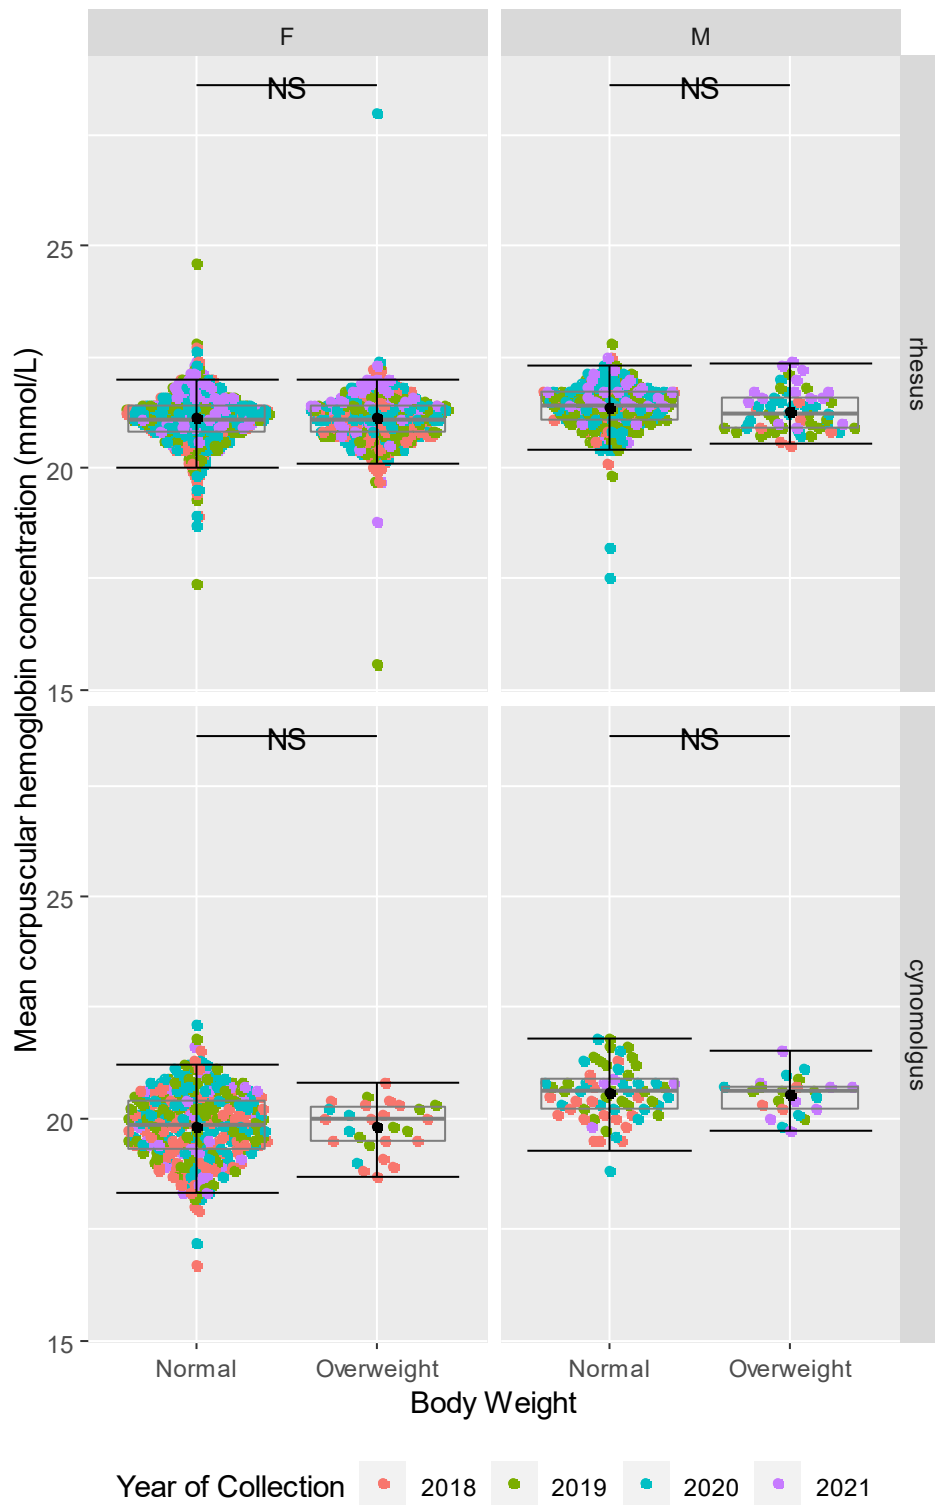 F
M
NS
NS
25
20
15
rhesus
Mean corpuscular hemoglobin concentration (mmol/L)
NS
NS
25
20
15
cynomolgus
Normal
Overweight
Normal
Overweight
Body Weight
Year of Collection 2018 2019 2020 2021